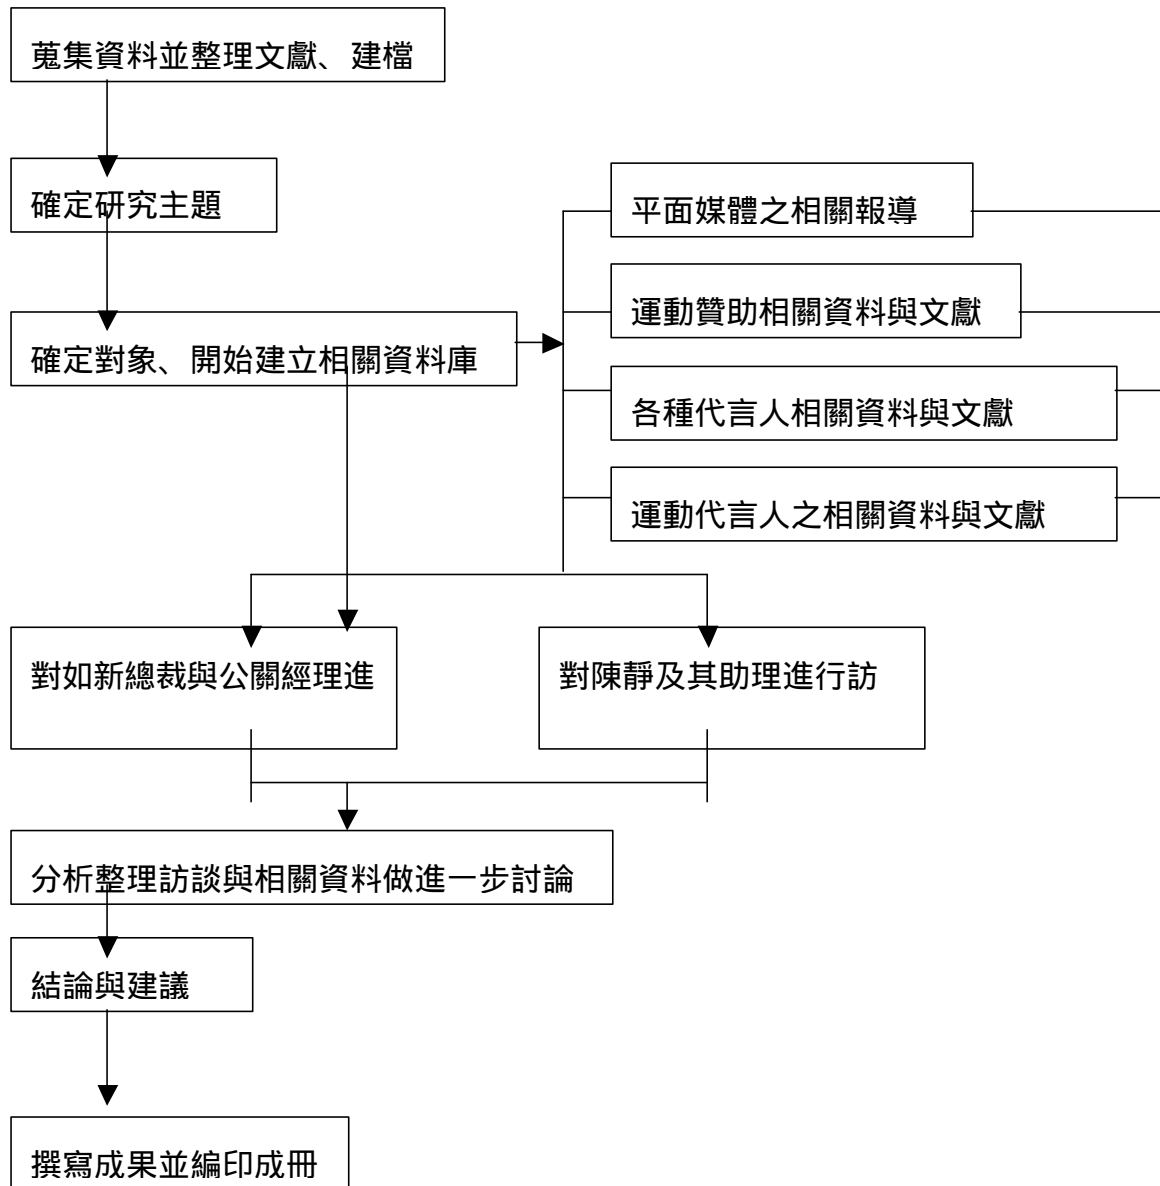 蒐集資料並整理文獻、建檔
確定研究主題
平面媒體之相關報導
運動贊助相關資料與文獻
確定對象、開始建立相關資料庫
各種代言人相關資料與文獻
運動代言人之相關資料與文獻
對如新總裁與公關經理進
對陳靜及其助理進行訪
分析整理訪談與相關資料做進一步討論
結論與建議
撰寫成果並編印成冊